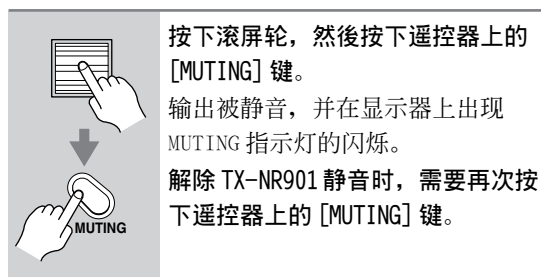 按下滚屏轮，然後按下遥控器上的
[MUTING] 键。
输出被静音，并在显示器上出现
MUTING 指示灯的闪烁。
解除 TX-NR901 静音时，需要再次按
下遥控器上的 [MUTING] 键。
MUTING